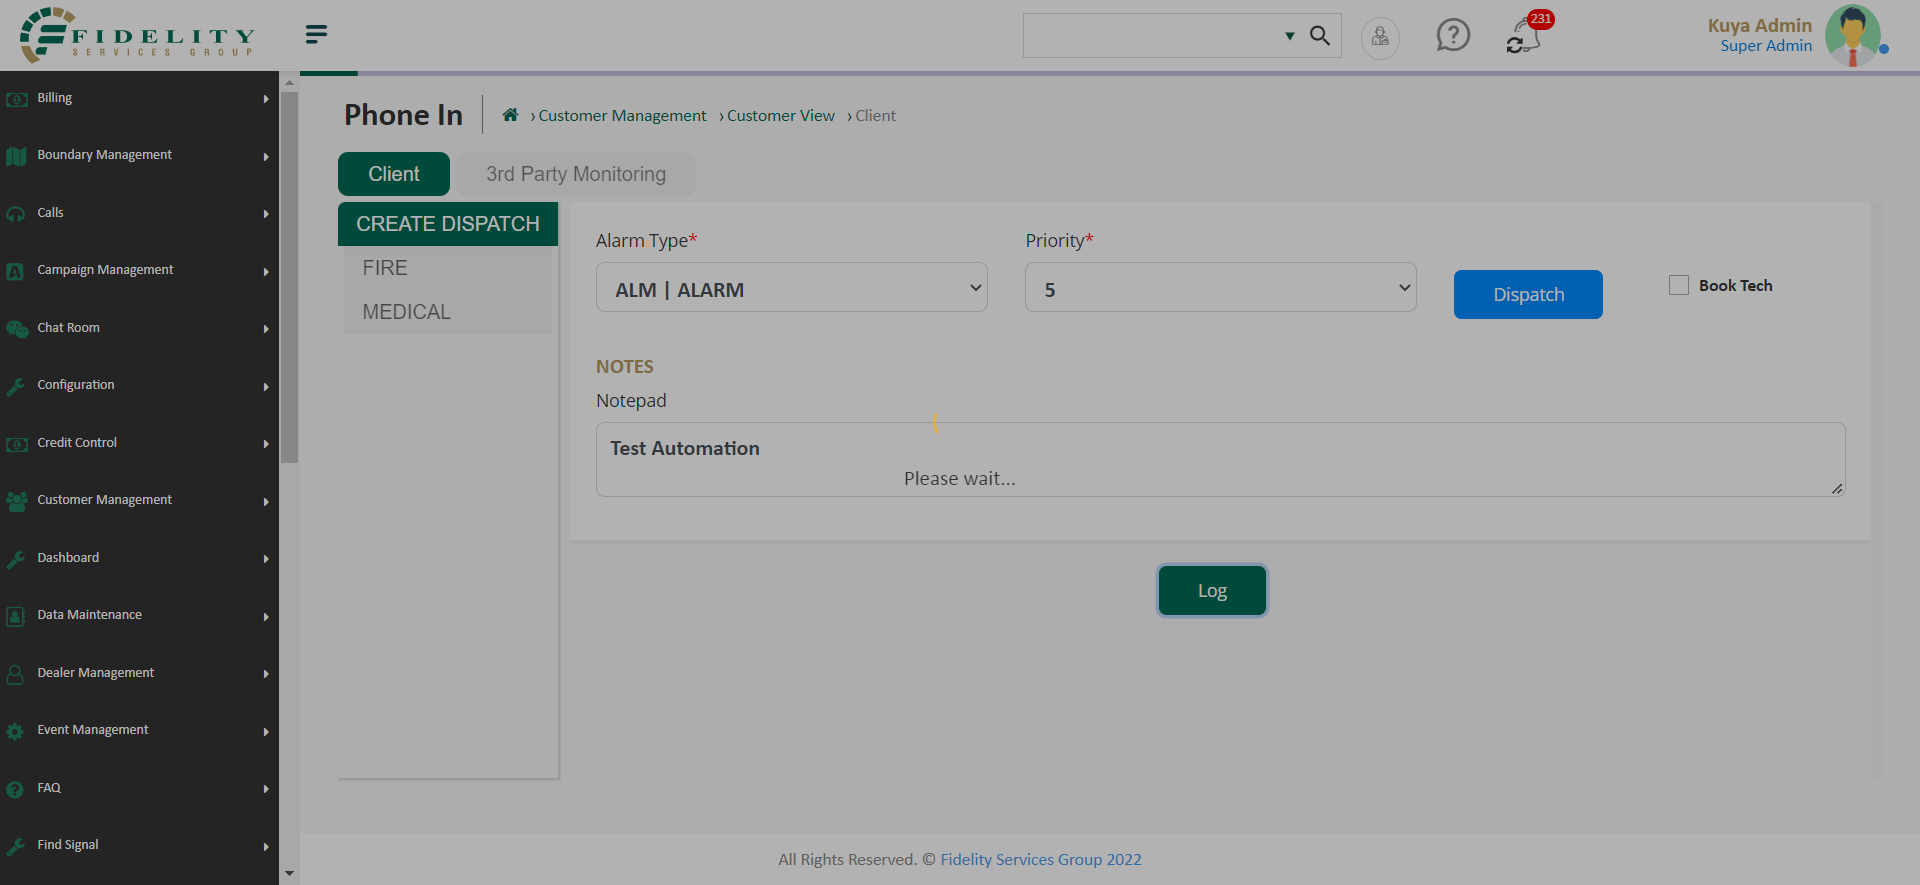 FIDELITY
SERVICES GROUP
231
Kuya Admin
Super Admin
Billing
Boundary Management
Calls
Campaign Management
Chat Room
Configuration
Credit Control
Customer Management
Dashboard
Data Maintenance
Dealer Management
Event Management
FAQ
Find Signal
Phone In
› Customer Management › Customer View › Client
Client
3rd Party Monitoring
CREATE DISPATCH
FIRE
MEDICAL
Alarm Type*
Priority*
ALM | ALARM
5
Dispatch
Book Tech
NOTES
Notepad
Test Automation
Please wait...
Log
All Rights Reserved. © Fidelity Services Group 2022